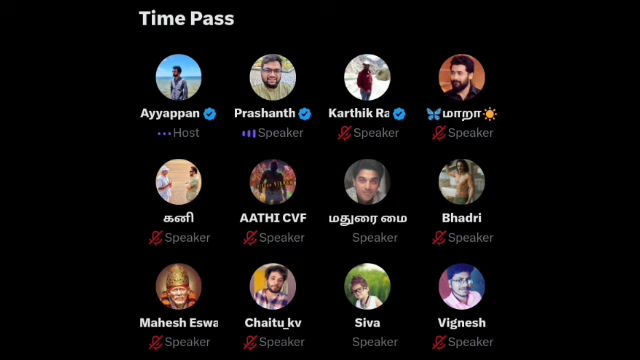 Time Pass
Ayyappan Prashanth Karthik Ra மாறா
Host Speaker Speaker Speaker
கனி AATHI CVF மதுரை மை Bhadri
Speaker Speaker Speaker Speaker
Mahesh Eswa Chaitu_kv Siva Vignesh
Speaker Speaker Speaker Speaker